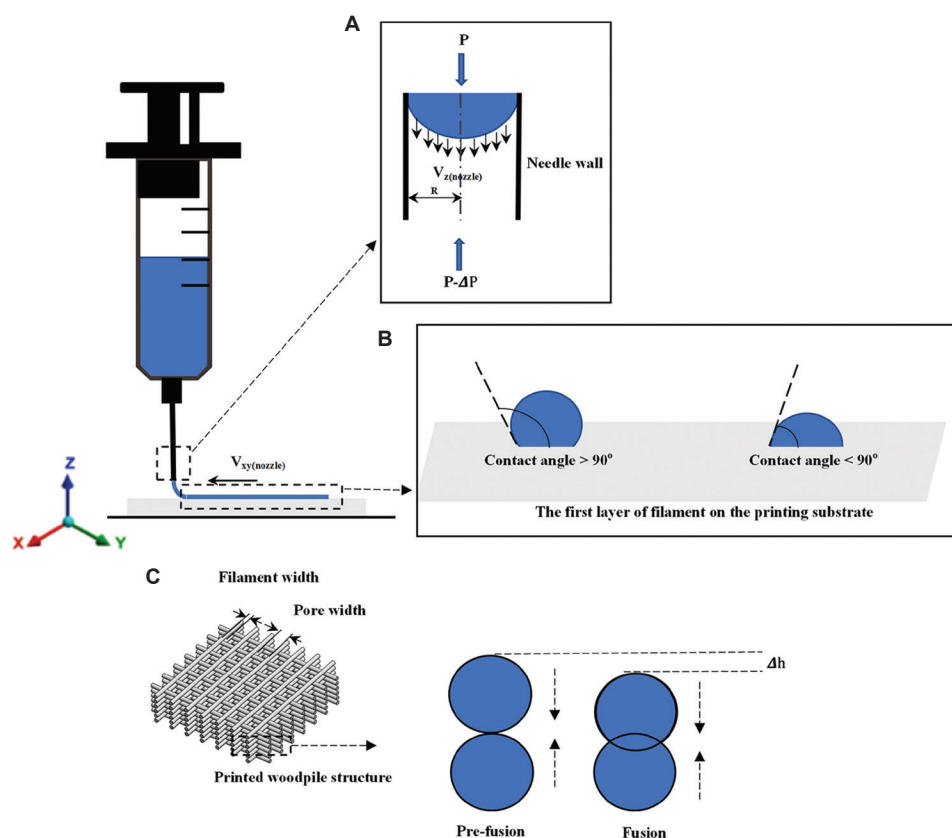 A
P
Needle wall
Vz(nozzle)
R
P-ΔP
B
Contact angle > 90°
Contact angle < 90°
The first layer of filament on the printing substrate
Vxy(nozzle)
Z
X
Y
C
Filament width
Pore width
Printed woodpile structure
Δh
Pre-fusion
Fusion